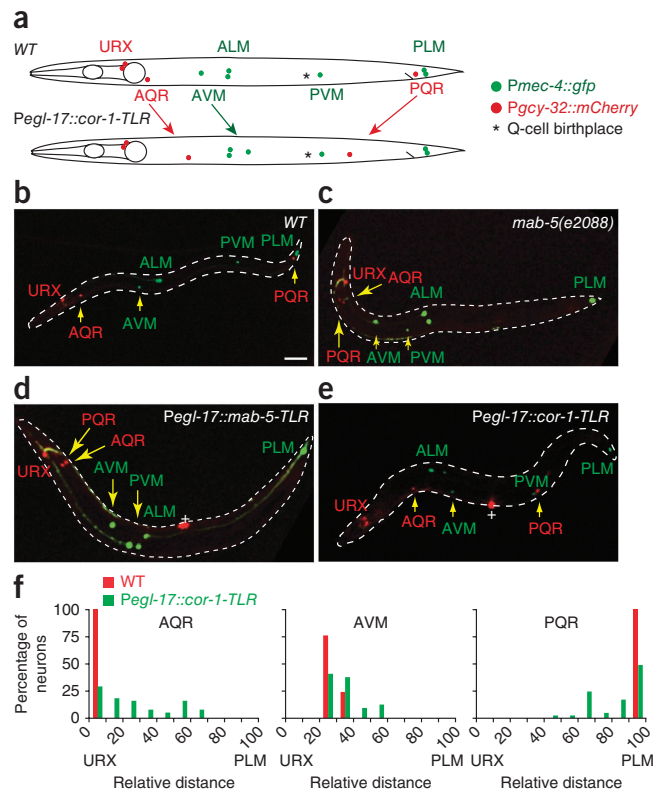 a
WT
URX
ALM
PLM
AQR
AVM
PVM
PQR
Pegl-17::cor-1-TLR
Pmec-4::gfp
Pgcy-32::mCherry
* Q-cell birthplace
*
*
b
WT
URX
AQR
ALM
AVM
PVM
PLM
PQR
c
mab-5(e2088)
URX
AQR
ALM
PLM
PQR
AVM
PVM
d
Pegl-17::mab-5-TLR
PQR
AQR
URX
AVM
PVM
ALM
PLM
+
e
Pegl-17::cor-1-TLR
ALM
PVM
PLM
URX
AQR
AVM
PQR
+
f
WT
Pegl-17::cor-1-TLR
Percentage of
neurons
100
75
50
25
0
AQR
AVM
PQR
0 20 40 60 80 100
0 20 40 60 80 100
0 20 40 60 80 100
URX PLM
URX PLM
URX PLM
Relative distance
Relative distance
Relative distance